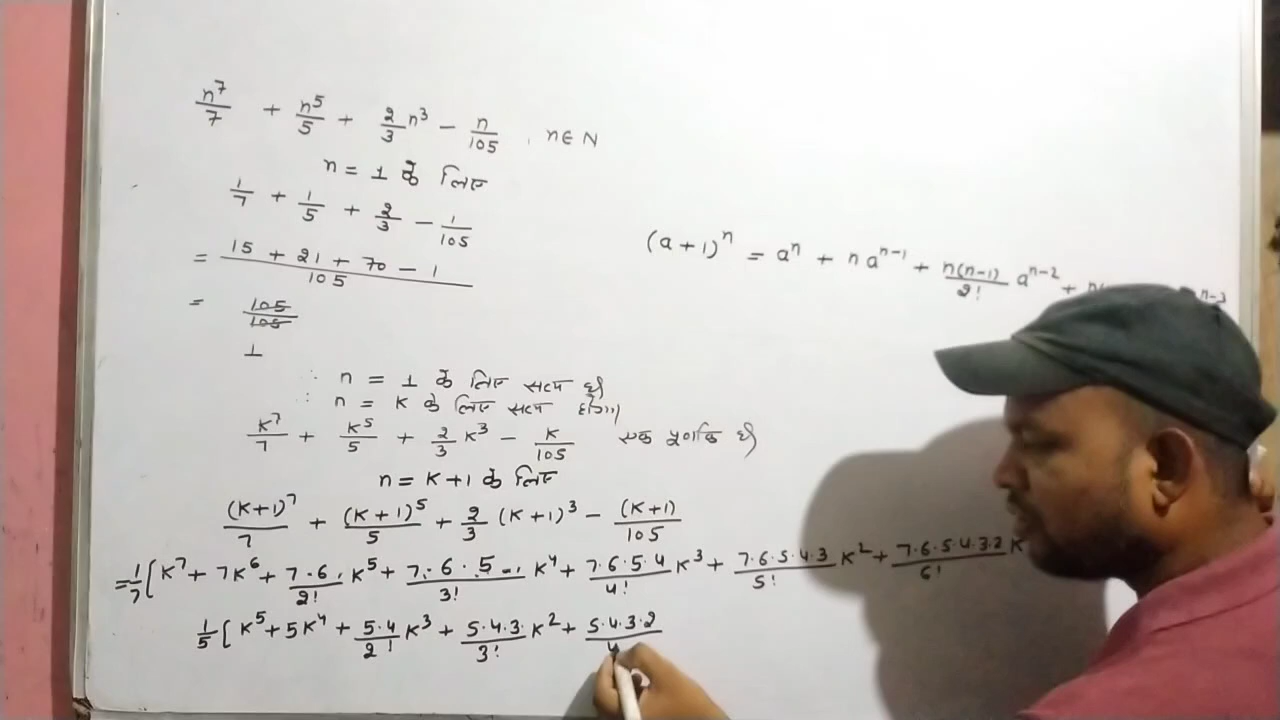 n⁷/7 + n⁵/5 + 2/3 n³ − n/105 , n∈N
n = 1 के लिए
1/7 + 1/5 + 2/3 − 1/105
= (15 + 21 + 70 − 1)/105
= 105/105
1
∴ n = 1 के लिए सत्य है
∴ n = K के लिए सत्य होगा
K⁷/7 + K⁵/5 + 2/3 K³ − K/105 एक पूर्णांक है
n = K+1 के लिए
(K+1)⁷/7 + (K+1)⁵/5 + 2/3 (K+1)³ − (K+1)/105
= 1/7 [K⁷ + 7K⁶ + 7·6/2! K⁵ + 7·6·5/3! K⁴ + 7·6·5·4/4! K³ + 7·6·5·4·3/5! K² + 7·6·5·4·3·2/6! K
1/5 [K⁵ + 5K⁴ + 5·4/2! K³ + 5·4·3/3! K² + 5·4·3·2/4
(a+1)ⁿ = aⁿ + naⁿ⁻¹ + n(n−1)/2! aⁿ⁻² + n(